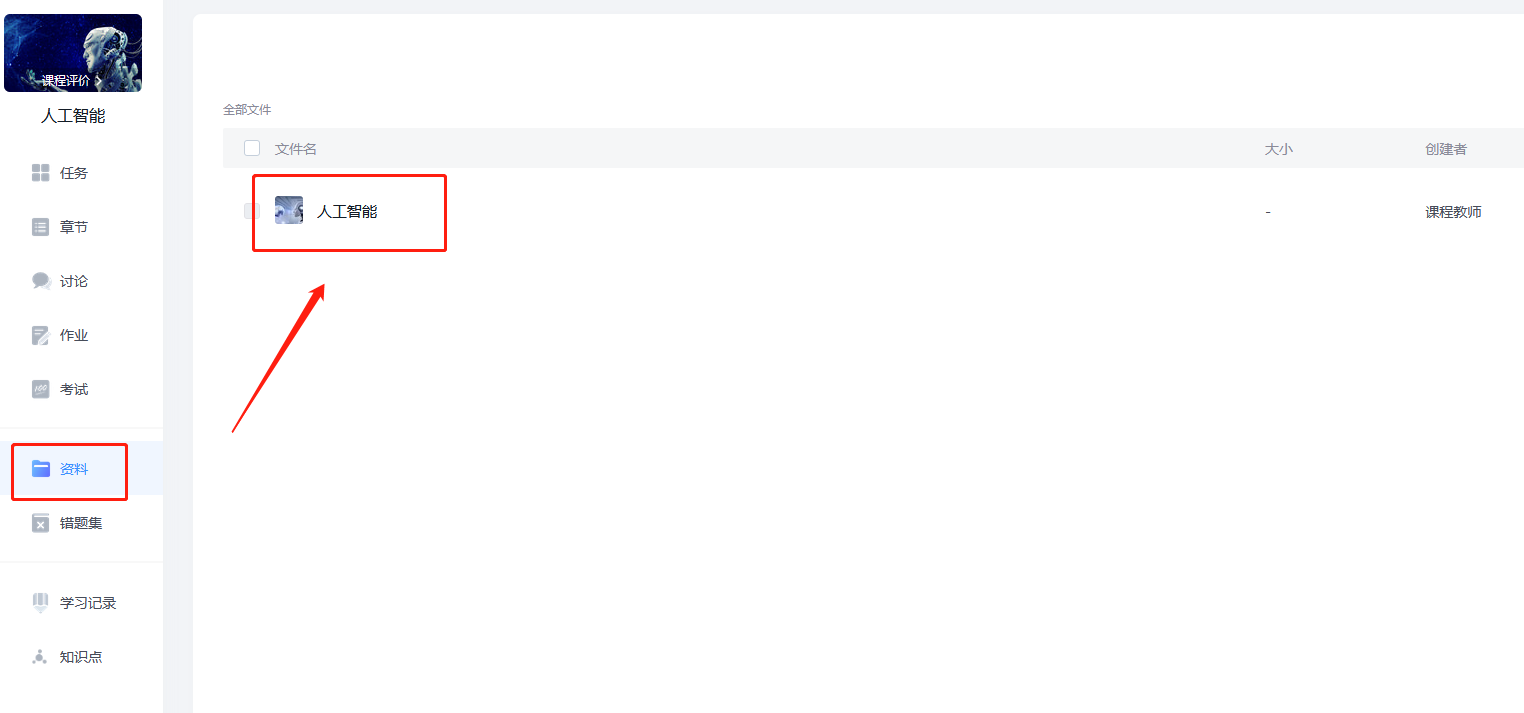 课程评价 >
人工智能
任务
章节
讨论
作业
考试
资料
错题集
学习记录
知识点
全部文件
文件名 大小 创建者
人工智能 - 课程教师